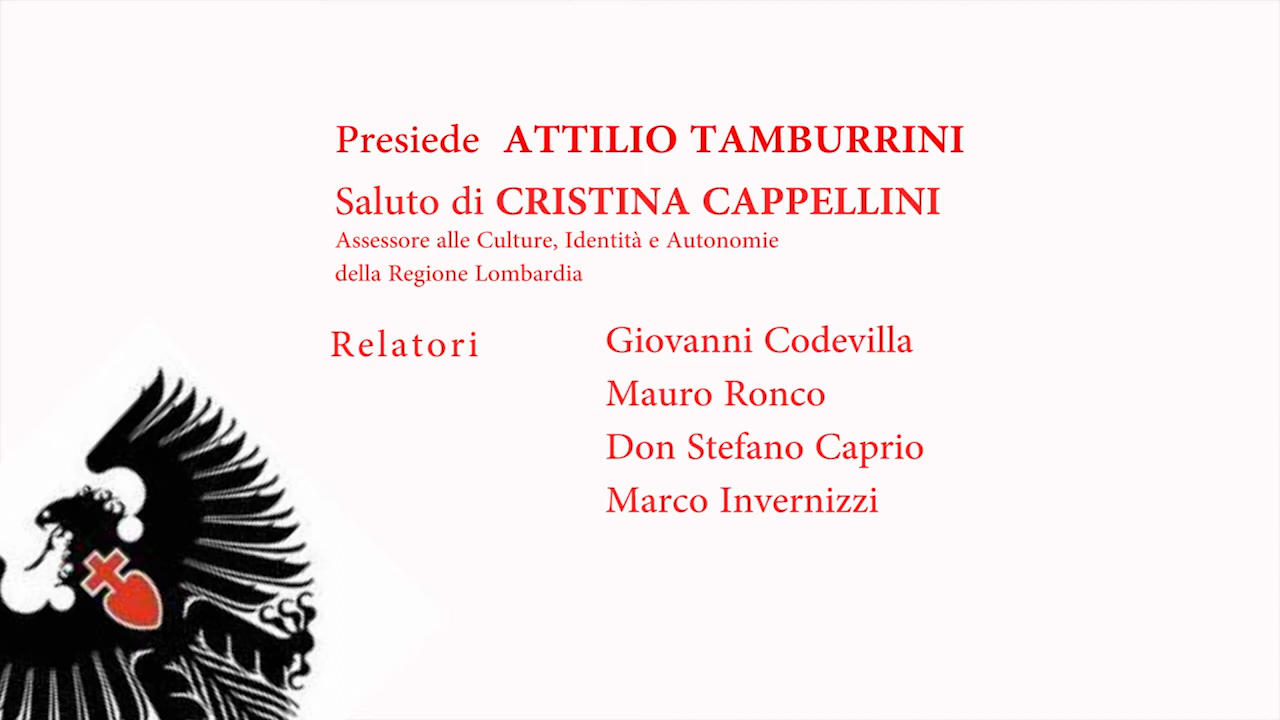 Presiede ATTILIO TAMBURRINI
Saluto di CRISTINA CAPPELLINI
Assessore alle Culture, Identità e Autonomie
della Regione Lombardia
Relatori
Giovanni Codevilla
Mauro Ronco
Don Stefano Caprio
Marco Invernizzi